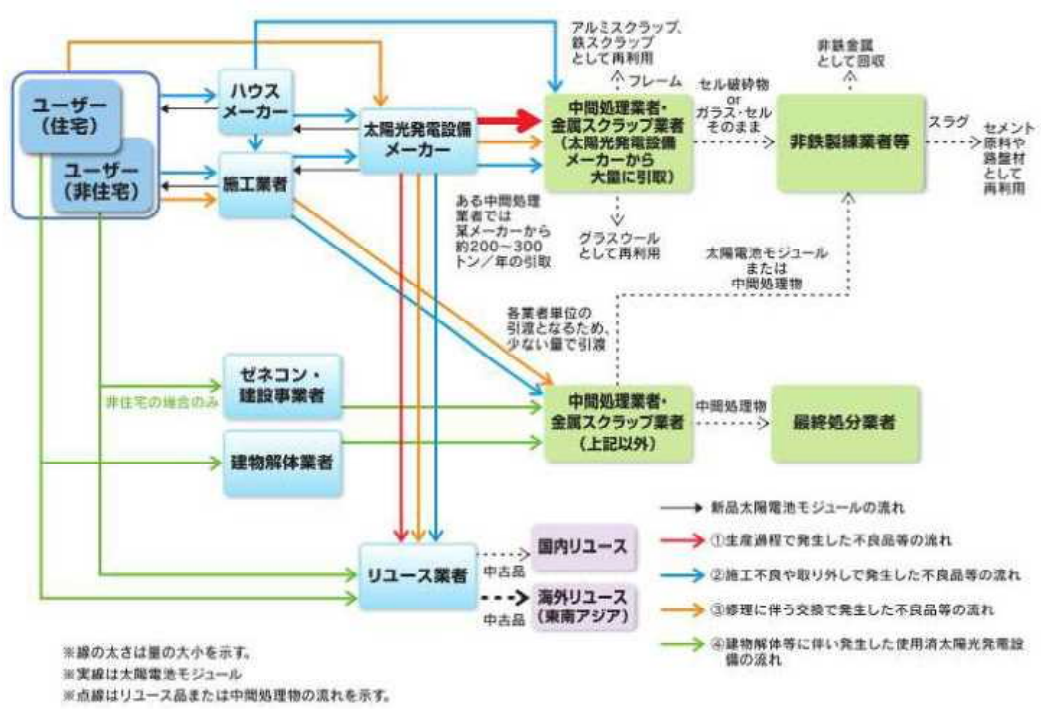 アルミスクラップ、
鉄スクラップ
として再利用
非鉄金属
として回収
フレーム
ユーザー
（住宅）
ユーザー
（非住宅）
ハウス
メーカー
施工業者
太陽光発電設備
メーカー
中間処理業者・
金属スクラップ業者
（太陽光発電設備
メーカーから
大量に引取）
セル破砕物
or
ガラス・セル
そのまま
非鉄製練業者等
スラグ
セメント
原料や
路盤材
として
再利用
ある中間処理
業者では
某メーカーから
約200～300
トン／年の引取
グラスウール
として再利用
太陽電池モジュール
または
中間処理物
各業者単位の
引渡となるため、
少ない量で引渡
ゼネコン・
建設事業者
非住宅の場合のみ
建物解体業者
中間処理業者・
金属スクラップ業者
（上記以外）
中間処理物
最終処分業者
リユース業者
中古品
国内リユース
中古品
海外リユース
（東南アジア）
新品太陽電池モジュールの流れ
①生産過程で発生した不良品等の流れ
②施工不良や取り外しで発生した不良品等の流れ
③修理に伴う交換で発生した不良品等の流れ
④建物解体等に伴い発生した使用済太陽光発電設
備の流れ
※線の太さは量の大小を示す。
※実線は太陽電池モジュール
※点線はリユース品または中間処理物の流れを示す。